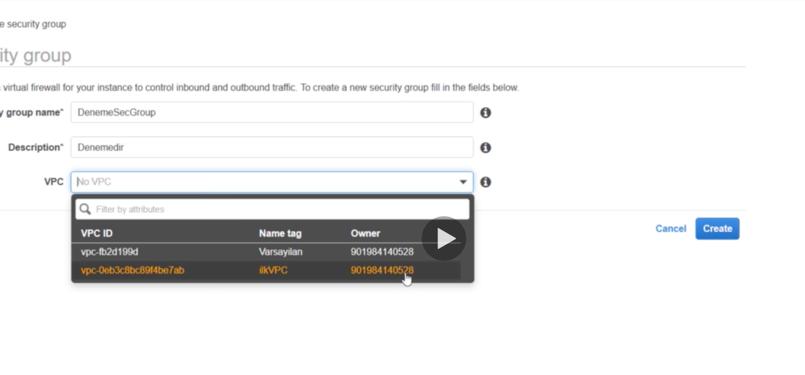 e security group
ity group
virtual firewall for your instance to control inbound and outbound traffic. To create a new security group fill in the fields below.
y group name* DenemeSecGroup
Description* Denemedir
VPC No VPC
Filter by attributes
VPC ID Name tag Owner
vpc-fb2d199d Varsayilan 901984140528
vpc-0eb3c8bc89f4be7ab ilkVPC 901984140528
Cancel Create